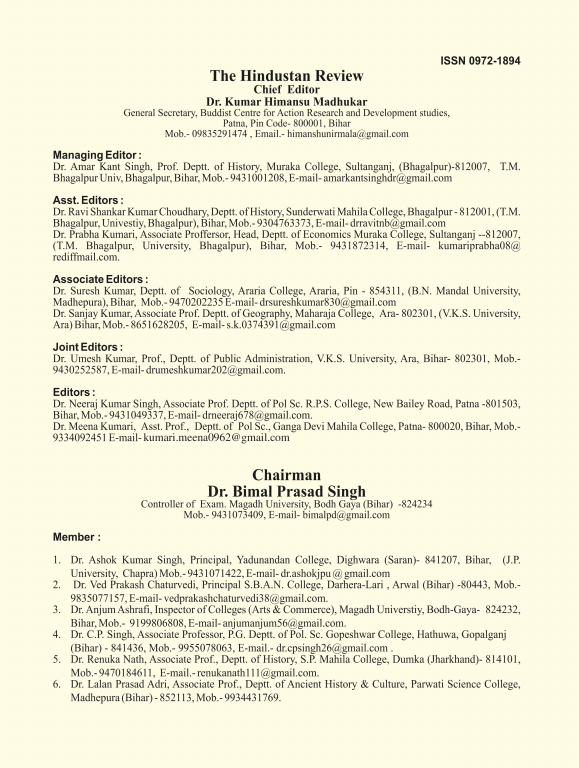 ISSN 0972-1894
The Hindustan Review
Chief Editor
Dr. Kumar Himansu Madhukar
General Secretary, Buddist Centre for Action Research and Development studies,
Patna, Pin Code- 800001, Bihar
Mob.- 09835291474 , Email.- himanshunirmala@gmail.com
Managing Editor :
Dr. Amar Kant Singh, Prof. Deptt. of History, Muraka College, Sultanganj, (Bhagalpur)-812007, T.M.
Bhagalpur Univ, Bhagalpur, Bihar, Mob.- 9431001208, E-mail- amarkantsinghdr@gmail.com
Asst. Editors :
Dr. Ravi Shankar Kumar Choudhary, Deptt. of History, Sunderwati Mahila College, Bhagalpur - 812001, (T.M.
Bhagalpur, Univestiy, Bhagalpur), Bihar, Mob.- 9304763373, E-mail- drravitnb@gmail.com
Dr. Prabha Kumari, Associate Proffersor, Head, Deptt. of Economics Muraka College, Sultanganj --812007,
(T.M. Bhagalpur, University, Bhagalpur), Bihar, Mob.- 9431872314, E-mail- kumariprabha08@
rediffmail.com.
Associate Editors :
Dr. Suresh Kumar, Deptt. of Sociology, Araria College, Araria, Pin - 854311, (B.N. Mandal University,
Madhepura), Bihar, Mob.- 9470202235 E-mail- drsureshkumar830@gmail.com
Dr. Sanjay Kumar, Associate Prof. Deptt. of Geography, Maharaja College, Ara- 802301, (V.K.S. University,
Ara) Bihar, Mob.- 8651628205, E-mail- s.k.0374391@gmail.com
Joint Editors :
Dr. Umesh Kumar, Prof., Deptt. of Public Administration, V.K.S. University, Ara, Bihar- 802301, Mob.-
9430252587, E-mail- drumeshkumar202@gmail.com.
Editors :
Dr. Neeraj Kumar Singh, Associate Prof. Deptt. of Pol Sc. R.P.S. College, New Bailey Road, Patna -801503,
Bihar, Mob.- 9431049337, E-mail- drneeraj678@gmail.com.
Dr. Meena Kumari, Asst. Prof., Deptt. of Pol Sc., Ganga Devi Mahila College, Patna- 800020, Bihar, Mob.-
9334092451 E-mail- kumari.meena0962@gmail.com
Chairman
Dr. Bimal Prasad Singh
Controller of Exam. Magadh University, Bodh Gaya (Bihar) -824234
Mob.- 9431073409, E-mail- bimalpd@gmail.com
Member :
1. Dr. Ashok Kumar Singh, Principal, Yadunandan College, Dighwara (Saran)- 841207, Bihar, (J.P.
University, Chapra) Mob.- 9431071422, E-mail- dr.ashokjpu @ gmail.com
2. Dr. Ved Prakash Chaturvedi, Principal S.B.A.N. College, Darhera-Lari , Arwal (Bihar) -80443, Mob.-
9835077157, E-mail- vedprakashchaturvedi38@gmail.com.
3. Dr. Anjum Ashrafi, Inspector of Colleges (Arts & Commerce), Magadh Universtiy, Bodh-Gaya- 824232,
Bihar, Mob.- 9199806808, E-mail- anjumanjum56@gmail.com.
4. Dr. C.P. Singh, Associate Professor, P.G. Deptt. of Pol. Sc. Gopeshwar College, Hathuwa, Gopalganj
(Bihar) - 841436, Mob.- 9955078063, E-mail.- dr.cpsingh26@gmail.com .
5. Dr. Renuka Nath, Associate Prof., Deptt. of History, S.P. Mahila College, Dumka (Jharkhand)- 814101,
Mob.- 9470184611, E-mail.- renukanath111@gmail.com.
6. Dr. Lalan Prasad Adri, Associate Prof., Deptt. of Ancient History & Culture, Parwati Science College,
Madhepura (Bihar) - 852113, Mob.- 9934431769.